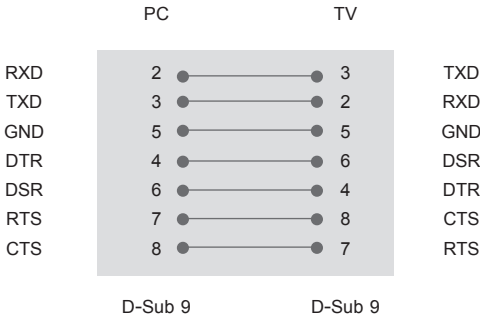 PC TV
RXD 2 3 TXD
TXD 3 2 RXD
GND 5 5 GND
DTR 4 6 DSR
DSR 6 4 DTR
RTS 7 8 CTS
CTS 8 7 RTS
D-Sub 9 D-Sub 9